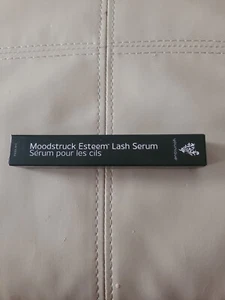 Moodstruck Esteem® Lash Serum
Sérum pour les cils